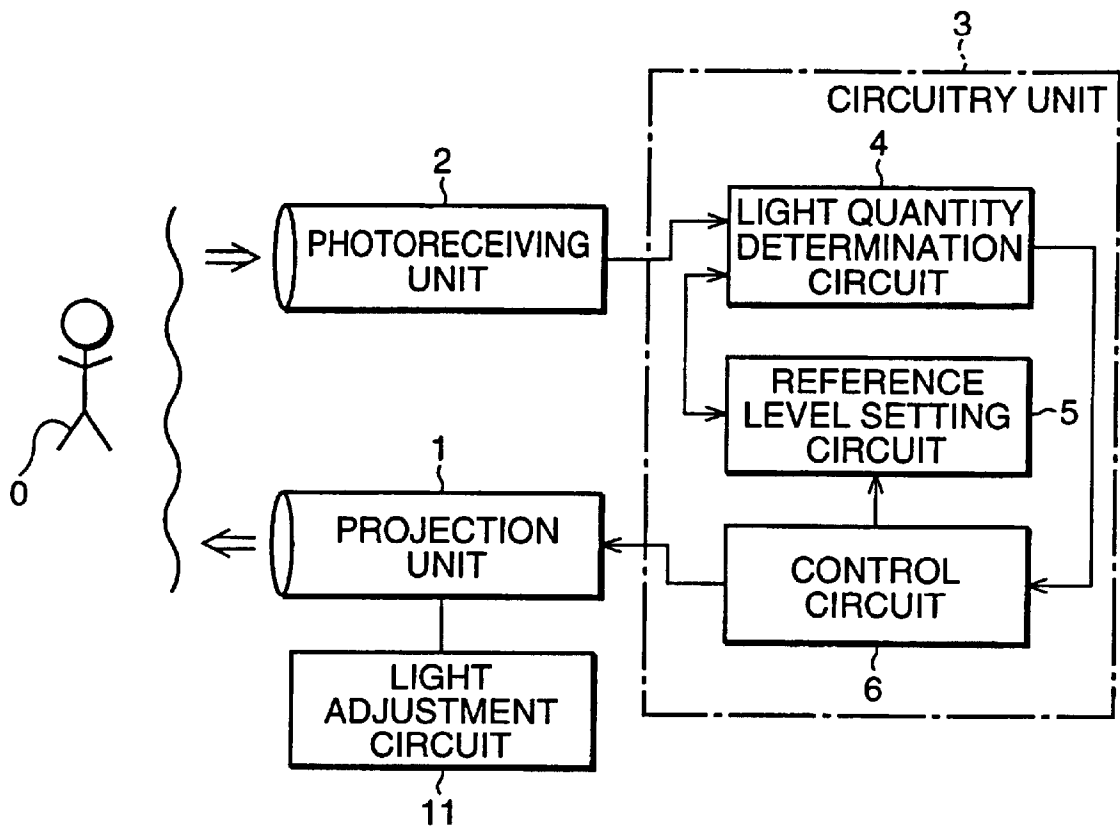 3
CIRCUITRY UNIT
4
LIGHT QUANTITY
DETERMINATION
CIRCUIT
2
PHOTORECEIVING
UNIT
REFERENCE
LEVEL SETTING
CIRCUIT
5
0
1
PROJECTION
UNIT
CONTROL
CIRCUIT
6
LIGHT
ADJUSTMENT
CIRCUIT
11